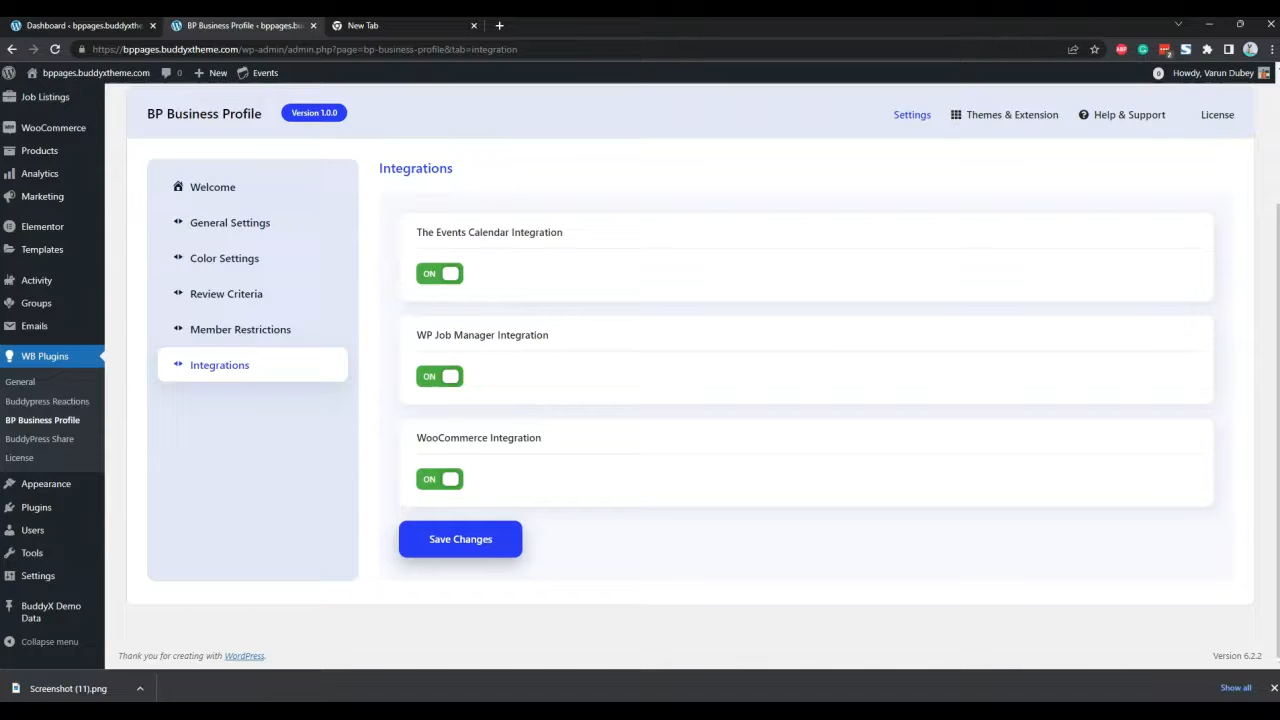 Dashboard < bppages.buddyxthe
BP Business Profile < bppages.bu
New Tab
https://bppages.buddyxtheme.com/wp-admin/admin.php?page=bp-business-profile&tab=integration
bppages.buddyxtheme.com
0
New
Events
0
Howdy, Varun Dubey
Job Listings
WooCommerce
Products
Analytics
Marketing
Elementor
Templates
Activity
Groups
Emails
WB Plugins
General
Buddypress Reactions
BP Business Profile
BuddyPress Share
License
Appearance
Plugins
Users
Tools
Settings
BuddyX Demo
Data
Collapse menu
BP Business Profile
Version 1.0.0
Settings
Themes & Extension
Help & Support
License
Welcome
General Settings
Color Settings
Review Criteria
Member Restrictions
Integrations
Integrations
The Events Calendar Integration
ON
WP Job Manager Integration
ON
WooCommerce Integration
ON
Save Changes
Thank you for creating with WordPress.
Version 6.2.2
Screenshot (11).png
Show all